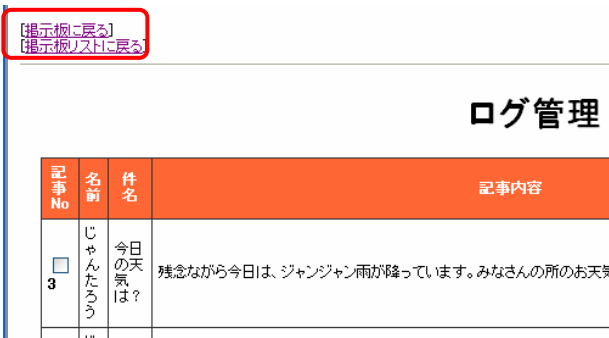 [掲示板に戻る]
[掲示板リストに戻る]
ログ管理
記事No
名前
件名
記事内容
3
じゃんたろう
今日の天気は？
残念ながら今日は、ジャンジャン雨が降っています。みなさんの所のお天気